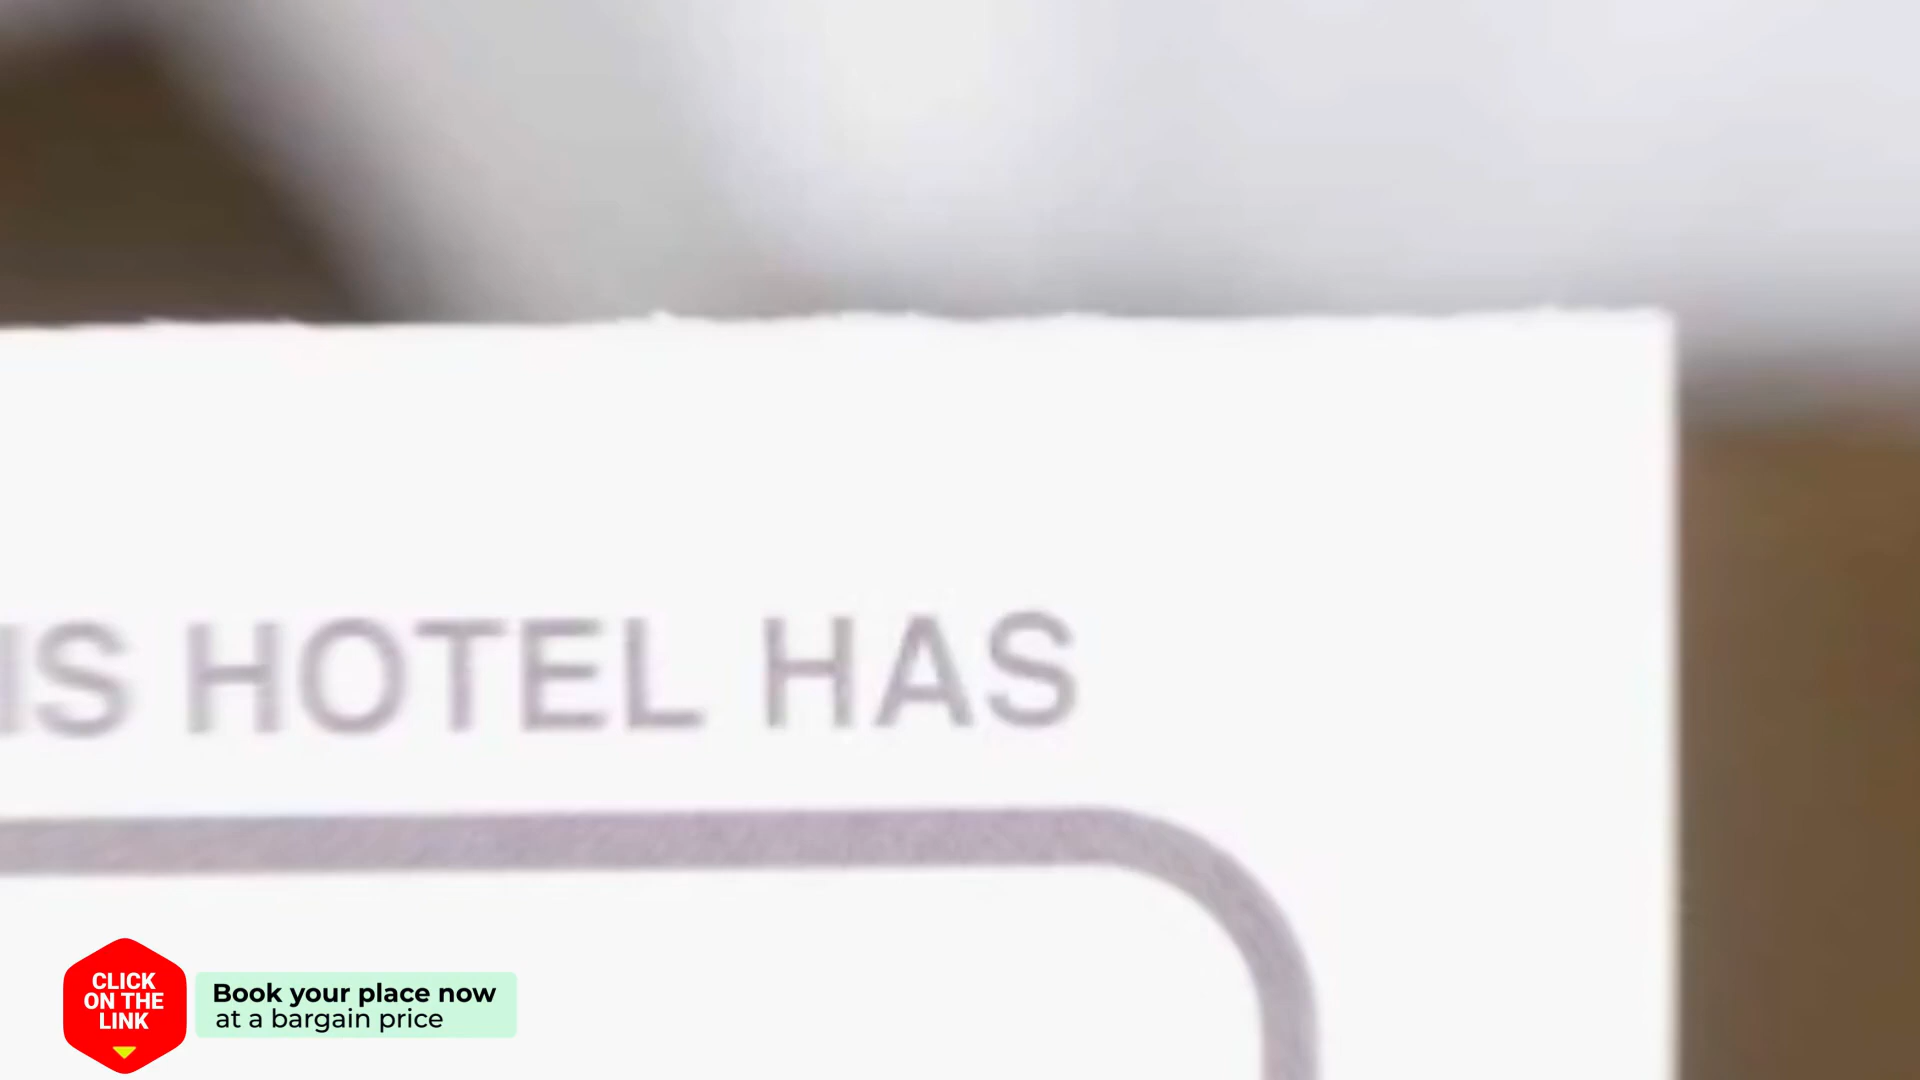 IS HOTEL HAS
CLICK
ON THE
LINK
Book your place now
at a bargain price